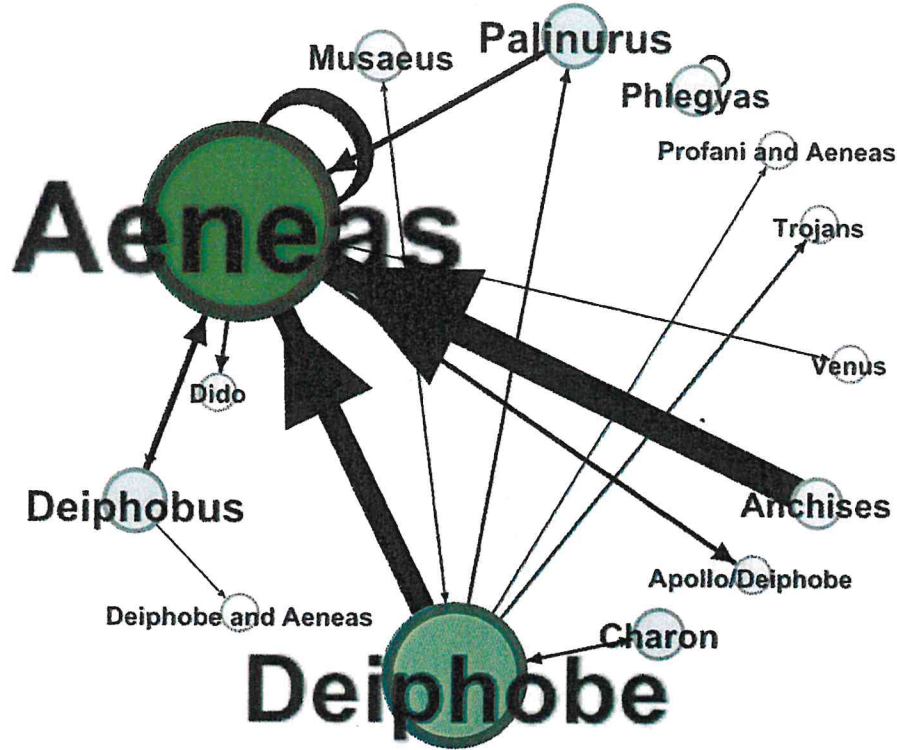 Palinurus
Musaeus
Phlegyas
Profani and Aeneas
Trojans
Aeneas
Venus
Dido
Deiphobus
Anchises
Apollo/Deiphobe
Deiphobe and Aeneas
Charon
Deiphobe